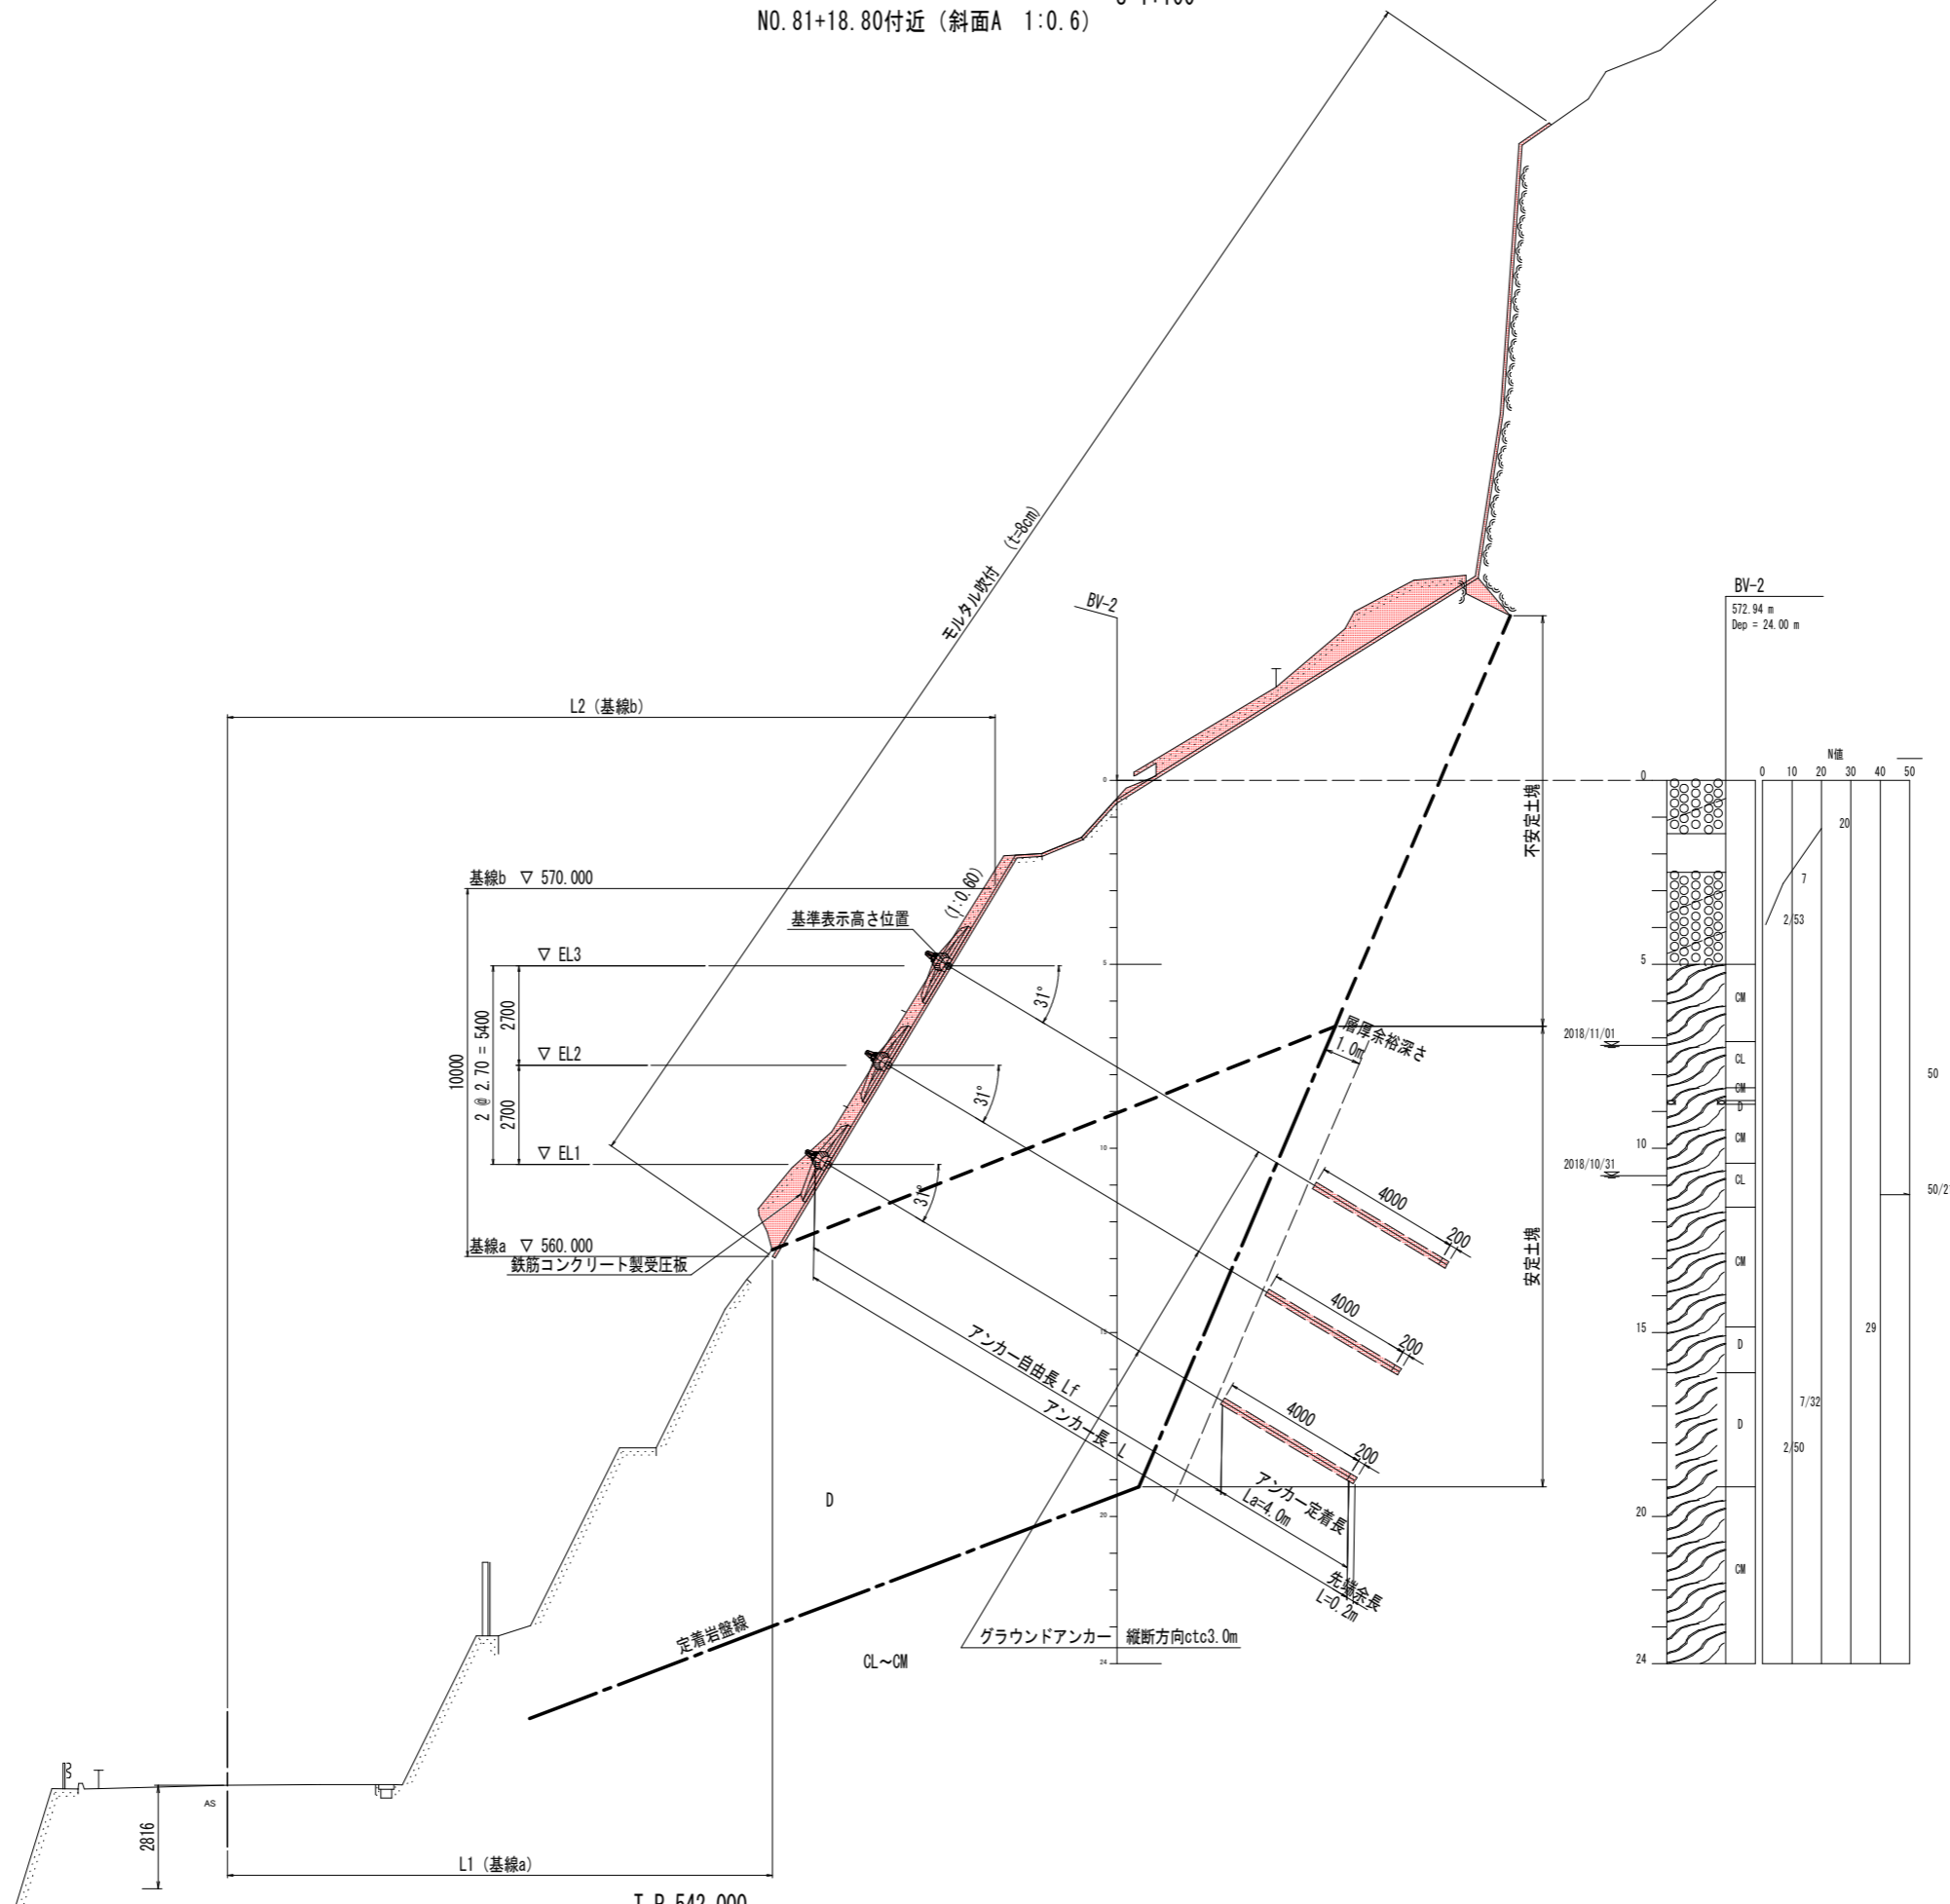 NO.81+18.80付近 (斜面A 1:0.6)
モルタル吹付 (t=8cm)
BV-2
BV-2
572.94 m
Dep = 24.00 m
L2 (基線b)
N値
0 10 20 30 40 50
0
0
20
不安定土塊
基線b ▽ 570.000
(1:0.60)
7
基準表示高さ位置
2/53
▽ EL3
5
5
31°
2700
CM
層厚余裕深さ
1.0m
2018/11/01
▽ EL2
10000
2 @ 2.70 = 5400
CL
50
31°
CM
D
2700
CM
10
10
▽ EL1
2018/10/31
31°
CL
4000
50/2
200
基線a ▽ 560.000
鉄筋コンクリート製受圧板
安定土塊
CM
4000
200
15
15
29
D
アンカー自由長 Lf
アンカー長 L
4000
200
7/32
D
2/50
アンカー定着長
La=4.0m
D
20
20
CM
先端余長
L=0.2m
定着岩盤線
グラウンドアンカー 縦断方向ctc3.0m
CL～CM
24
24
AS
2816
L1 (基線a)